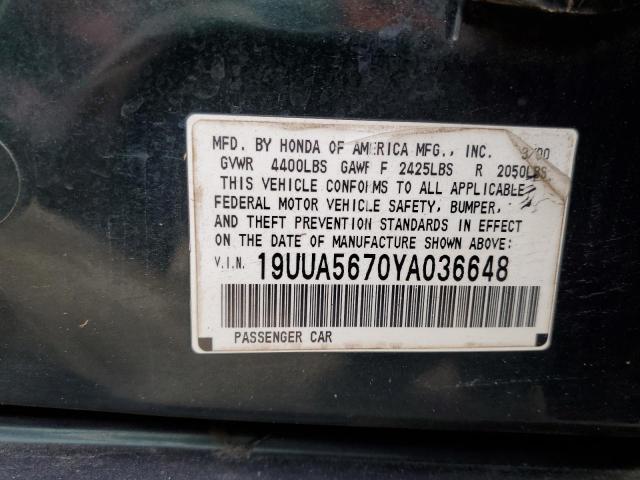 MFD. BY HONDA OF AMERICA MFG., INC. 3/00
GVWR 4400LBS GAWR F 2425LBS R 2050LBS
THIS VEHICLE CONFORMS TO ALL APPLICABLE
FEDERAL MOTOR VEHICLE SAFETY, BUMPER,
AND THEFT PREVENTION STANDARDS IN EFFECT
ON THE DATE OF MANUFACTURE SHOWN ABOVE:
V.I.N. 19UUA5670YA036648
PASSENGER CAR